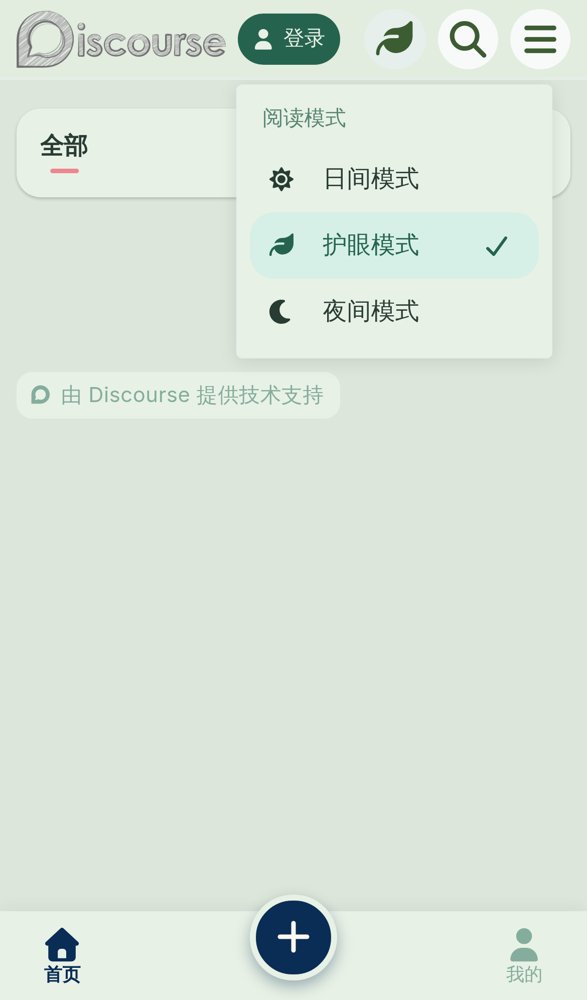 Discourse
登录
阅读模式
全部
日间模式
护眼模式
夜间模式
由 Discourse 提供技术支持
首页
我的